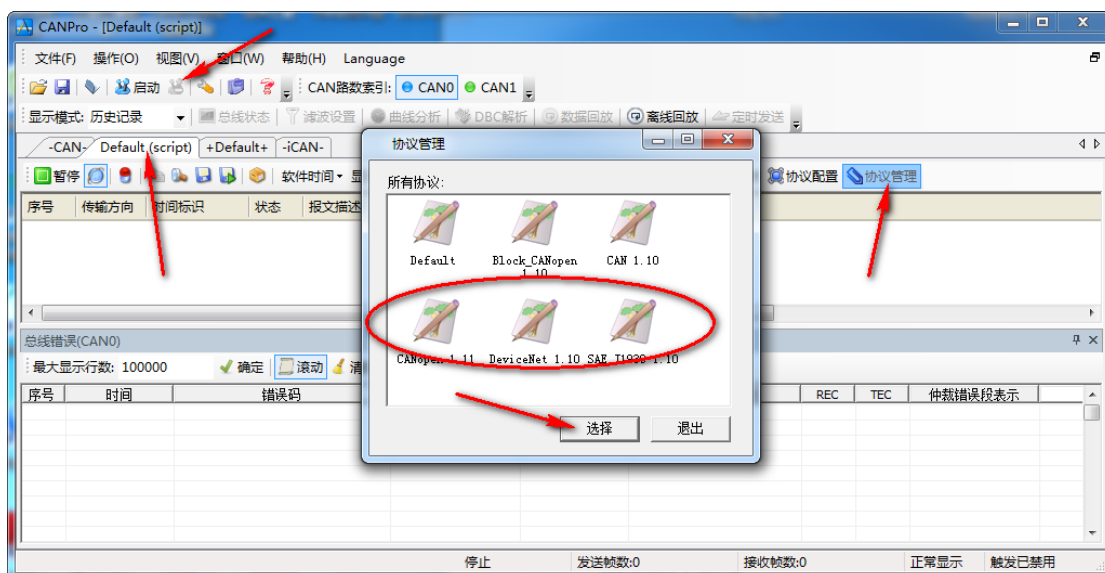 CANPro - [Default (script)]
文件(F) 操作(O) 视图(V) 窗口(W) 帮助(H) Language
启动 CAN路数索引: CAN0 CAN1
显示模式: 历史记录 总线状态 滤波设置 曲线分析 DBC解析 数据回放 离线回放 定时发送
-CAN- Default (script) +Default+ -iCAN-
暂停 软件时间 显 协议配置 协议管理
序号 传输方向 时间标识 状态 报文描述
协议管理
所有协议:
Default Block_CANopen 1.10 CAN 1.10
CANopen 1.11 DeviceNet 1.10 SAE J1939 1.10
选择 退出
总线错误(CAN0)
最大显示行数: 100000 确定 滚动 清
序号 时间 错误码 REC TEC 仲裁错误段表示
停止 发送帧数:0 接收帧数:0 正常显示 触发已禁用